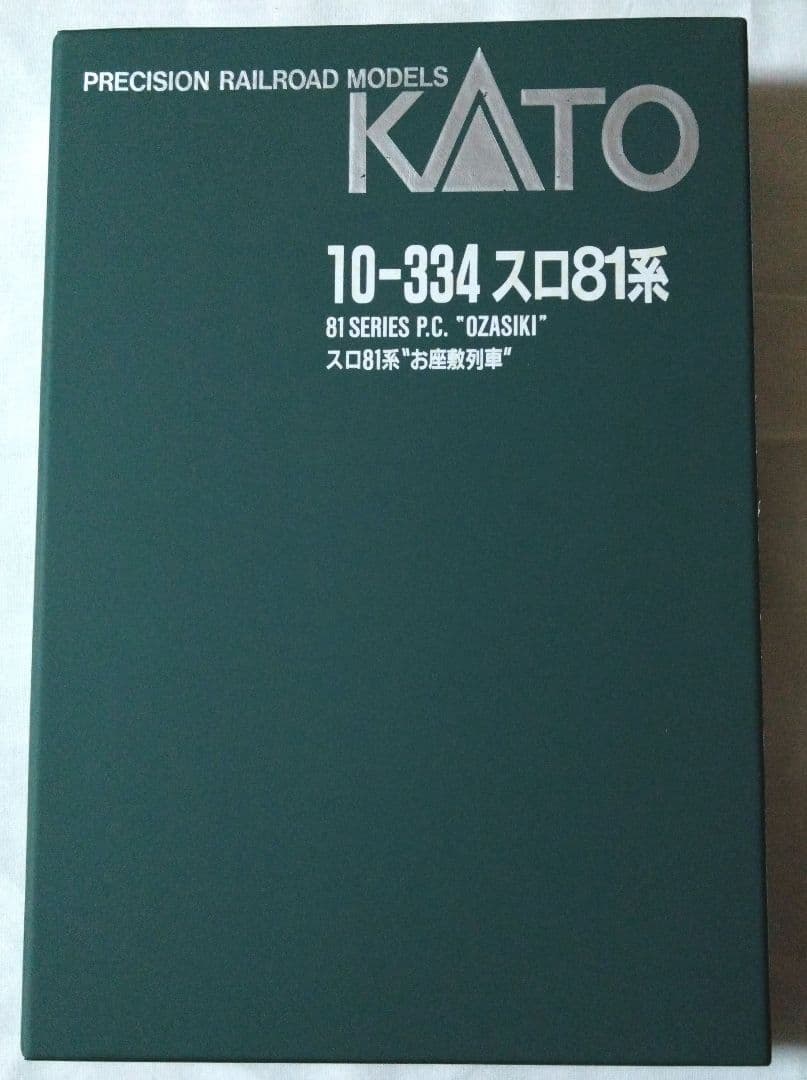 PRECISION RAILROAD MODELS
KATO
10-334 スロ81系
81 SERIES P.C. "OZASIKI"
スロ81系"お座敷列車"